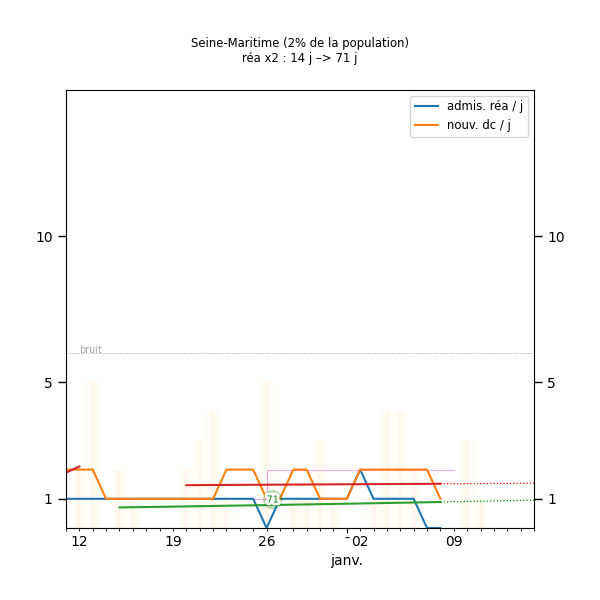 Seine-Maritime (2% de la population)
réa x2 : 14 j –> 71 j
admis. réa / j
nouv. dc / j
10
10
bruit
5
5
71
1
1
12
19
26
02
09
janv.